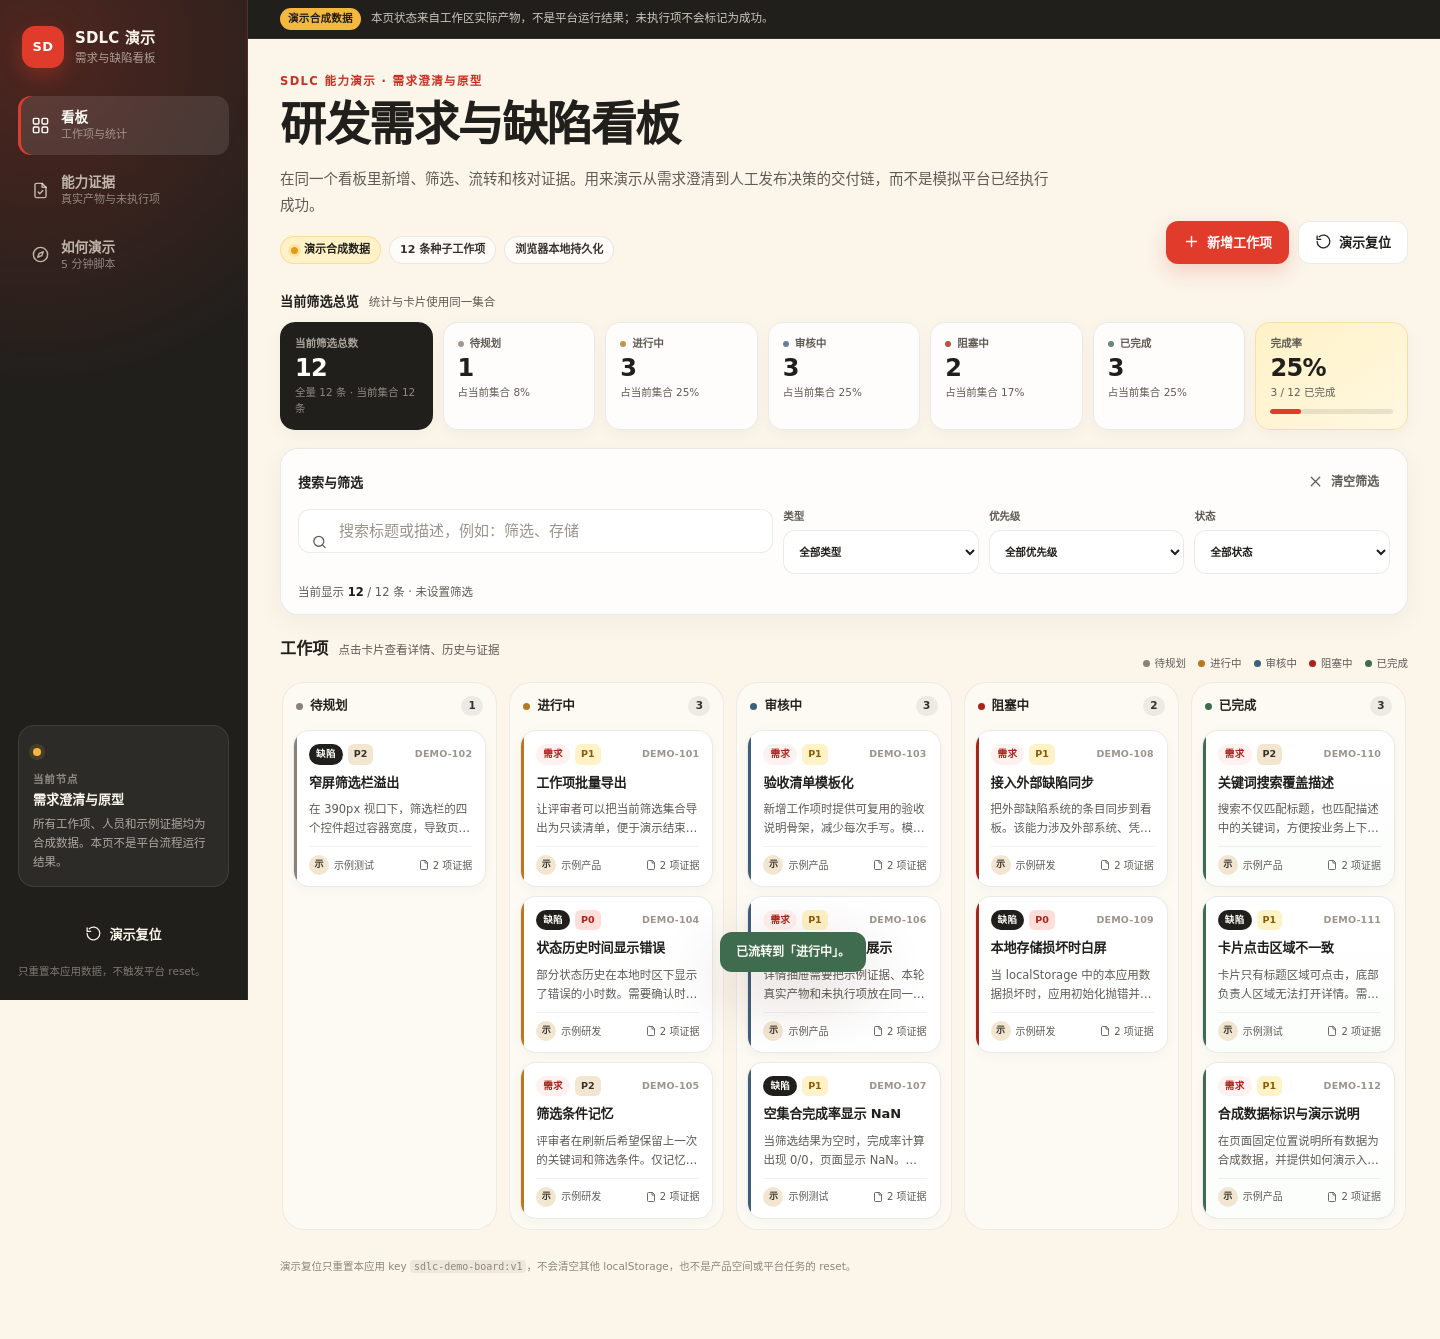 SD
SDLC 演示
需求与缺陷看板
看板
工作项与统计
能力证据
真实产物与未执行项
如何演示
5 分钟脚本
当前节点
需求澄清与原型
所有工作项、人员和示例证据均为
合成数据。本页不是平台流程运行
结果。
演示复位
只重置本应用数据，不触发平台 reset。
演示合成数据 本页状态来自工作区实际产物，不是平台运行结果；未执行项不会标记为成功。
SDLC 能力演示 · 需求澄清与原型
研发需求与缺陷看板
在同一个看板里新增、筛选、流转和核对证据。用来演示从需求澄清到人工发布决策的交付链，而不是模拟平台已经执行
成功。
演示合成数据 12 条种子工作项 浏览器本地持久化
新增工作项 演示复位
当前筛选总览 统计与卡片使用同一集合
当前筛选总数
12
全量 12 条 · 当前集合 12
条
待规划
1
占当前集合 8%
进行中
3
占当前集合 25%
审核中
3
占当前集合 25%
阻塞中
2
占当前集合 17%
已完成
3
占当前集合 25%
完成率
25%
3 / 12 已完成
搜索与筛选
清空筛选
搜索标题或描述，例如：筛选、存储
类型
全部类型
优先级
全部优先级
状态
全部状态
当前显示 12 / 12 条 · 未设置筛选
工作项 点击卡片查看详情、历史与证据
待规划 进行中 审核中 阻塞中 已完成
待规划 1
缺陷 P2 DEMO-102
窄屏筛选栏溢出
在 390px 视口下，筛选栏的四
个控件超过容器宽度，导致页...
示 示例测试 2 项证据
进行中 3
需求 P1 DEMO-101
工作项批量导出
让评审者可以把当前筛选集合导
出为只读清单，便于演示结束...
示 示例产品 2 项证据
缺陷 P0 DEMO-104
状态历史时间显示错误
部分状态历史在本地时区下显示
了错误的小时数。需要确认时...
示 示例研发 2 项证据
需求 P2 DEMO-105
筛选条件记忆
评审者在刷新后希望保留上一次
的关键词和筛选条件。仅记忆...
示 示例研发 2 项证据
审核中 3
需求 P1 DEMO-103
验收清单模板化
新增工作项时提供可复用的验收
说明骨架，减少每次手写。模...
示 示例产品 2 项证据
需求 P1 DEMO-106
展示
已流转到「进行中」。
详情抽屉需要把示例证据、本轮
真实产物和未执行项放在同一...
示 示例产品 2 项证据
缺陷 P1 DEMO-107
空集合完成率显示 NaN
当筛选结果为空时，完成率计算
出现 0/0，页面显示 NaN。...
示 示例测试 2 项证据
阻塞中 2
需求 P1 DEMO-108
接入外部缺陷同步
把外部缺陷系统的条目同步到看
板。该能力涉及外部系统、凭...
示 示例研发 2 项证据
缺陷 P0 DEMO-109
本地存储损坏时白屏
当 localStorage 中的本应用数
据损坏时，应用初始化抛错并...
示 示例研发 2 项证据
已完成 3
需求 P2 DEMO-110
关键词搜索覆盖描述
搜索不仅匹配标题，也匹配描述
中的关键词，方便按业务上下...
示 示例产品 2 项证据
缺陷 P1 DEMO-111
卡片点击区域不一致
卡片只有标题区域可点击，底部
负责人区域无法打开详情。需...
示 示例测试 2 项证据
需求 P1 DEMO-112
合成数据标识与演示说明
在页面固定位置说明所有数据为
合成数据，并提供如何演示入...
示 示例产品 2 项证据
演示复位只重置本应用 key sdlc-demo-board:v1，不会清空其他 localStorage，也不是产品空间或平台任务的 reset。